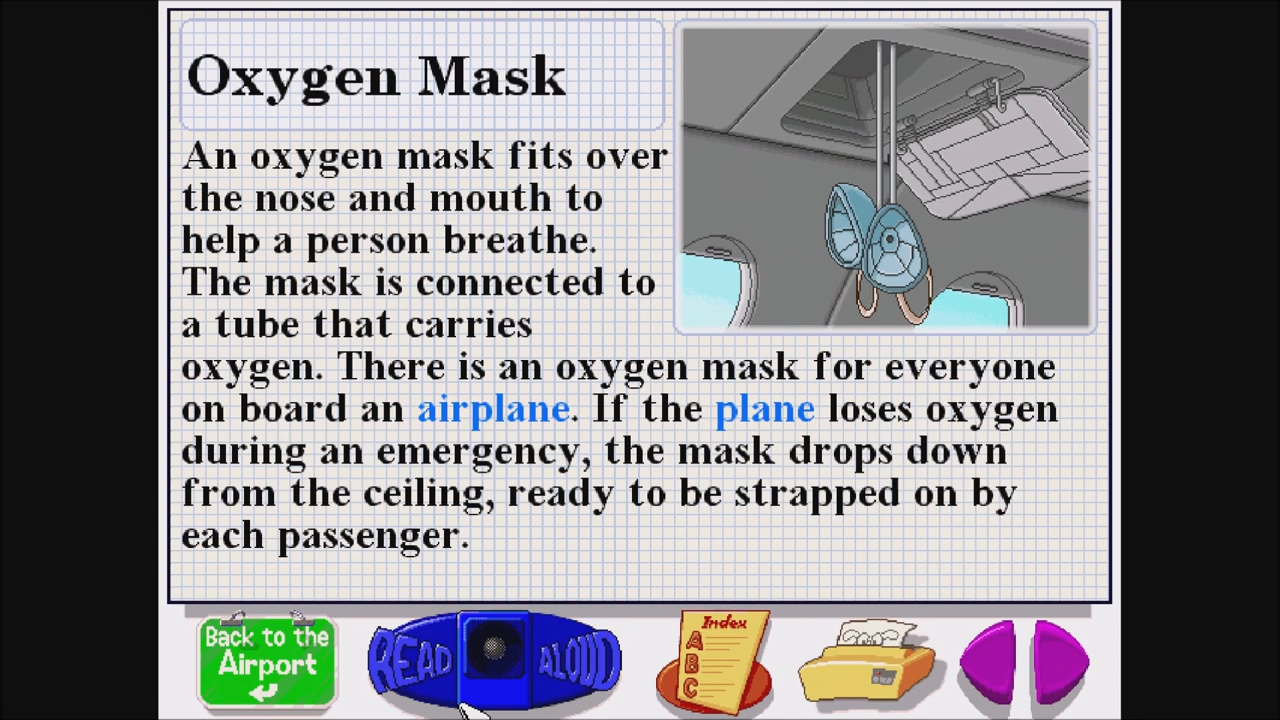 Oxygen Mask
An oxygen mask fits over
the nose and mouth to
help a person breathe.
The mask is connected to
a tube that carries
oxygen. There is an oxygen mask for everyone
on board an airplane. If the plane loses oxygen
during an emergency, the mask drops down
from the ceiling, ready to be strapped on by
each passenger.
Back to the
Airport
READ ALOUD
Index
A
B
C